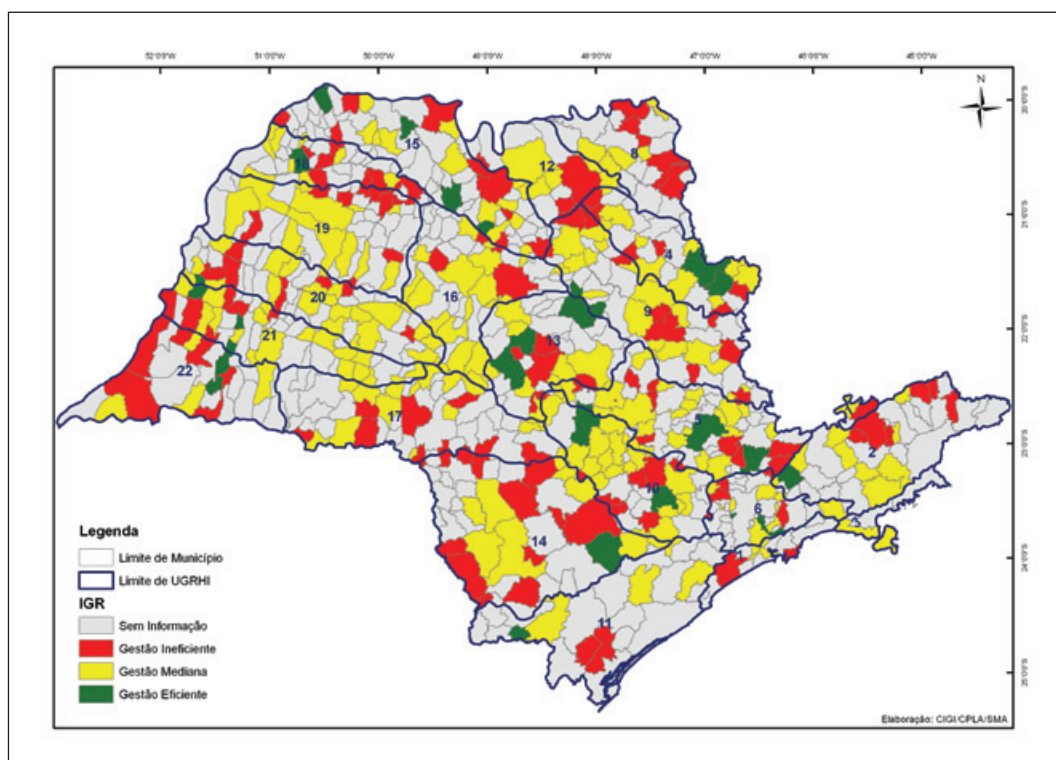 52°0'0"W 51°0'0"W 50°0'0"W 49°0'0"W 48°0'0"W 47°0'0"W 46°0'0"W 45°0'0"W
N
20°0'0"S
21°0'0"S
22°0'0"S
23°0'0"S
24°0'0"S
25°0'0"S
15
8
12
18
19
4
16
20
9
13
21
22
17
2
10
6
3
14
1
11
Legenda
Limite de Município
Limite de UGRHI
IGR
Sem Informação
Gestão Ineficiente
Gestão Mediana
Gestão Eficiente
Elaboração: CIGI/CPLA/SMA